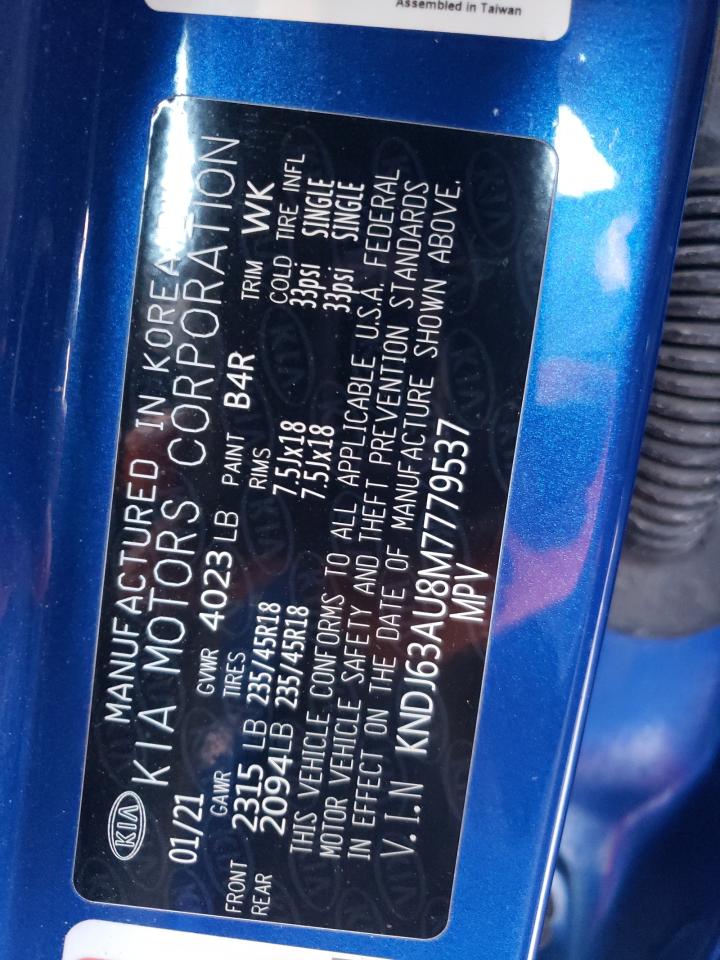 Assembled in Taiwan
KIA
MANUFACTURED IN KOREA
KIA MOTORS CORPORATION
01/21 GVWR 4023 LB PAINT B4R TRIM WK
GAWR TIRES RIMS COLD TIRE INFL
FRONT 2315 LB 235/45R18 7.5Jx18 33psi SINGLE
REAR 2094LB 235/45R18 7.5Jx18 33psi SINGLE
THIS VEHICLE CONFORMS TO ALL APPLICABLE U.S.A. FEDERAL
MOTOR VEHICLE SAFETY AND THEFT PREVENTION STANDARDS
IN EFFECT ON THE DATE OF MANUFACTURE SHOWN ABOVE.
V.I.N KNDJ63AU8M7779537
MPV